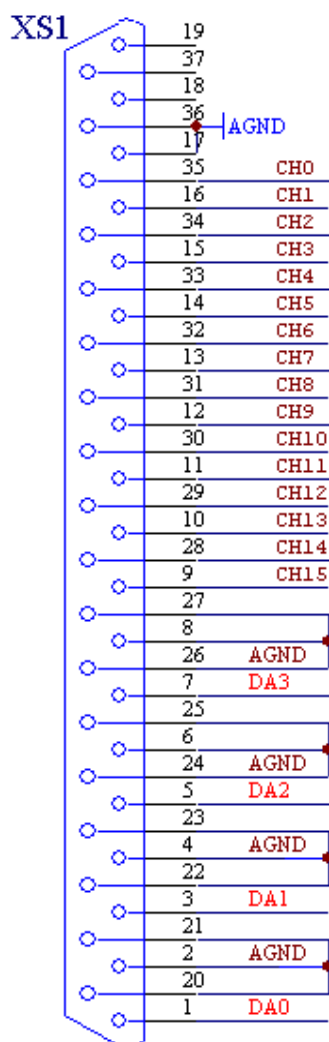 XS1
19
37
18
36
AGND
17
35 CH0
16 CH1
34 CH2
15 CH3
33 CH4
14 CH5
32 CH6
13 CH7
31 CH8
12 CH9
30 CH10
11 CH11
29 CH12
10 CH13
28 CH14
9 CH15
27
8
26 AGND
7 DA3
25
6
24 AGND
5 DA2
23
4 AGND
22
3 DA1
21
2 AGND
20
1 DA0